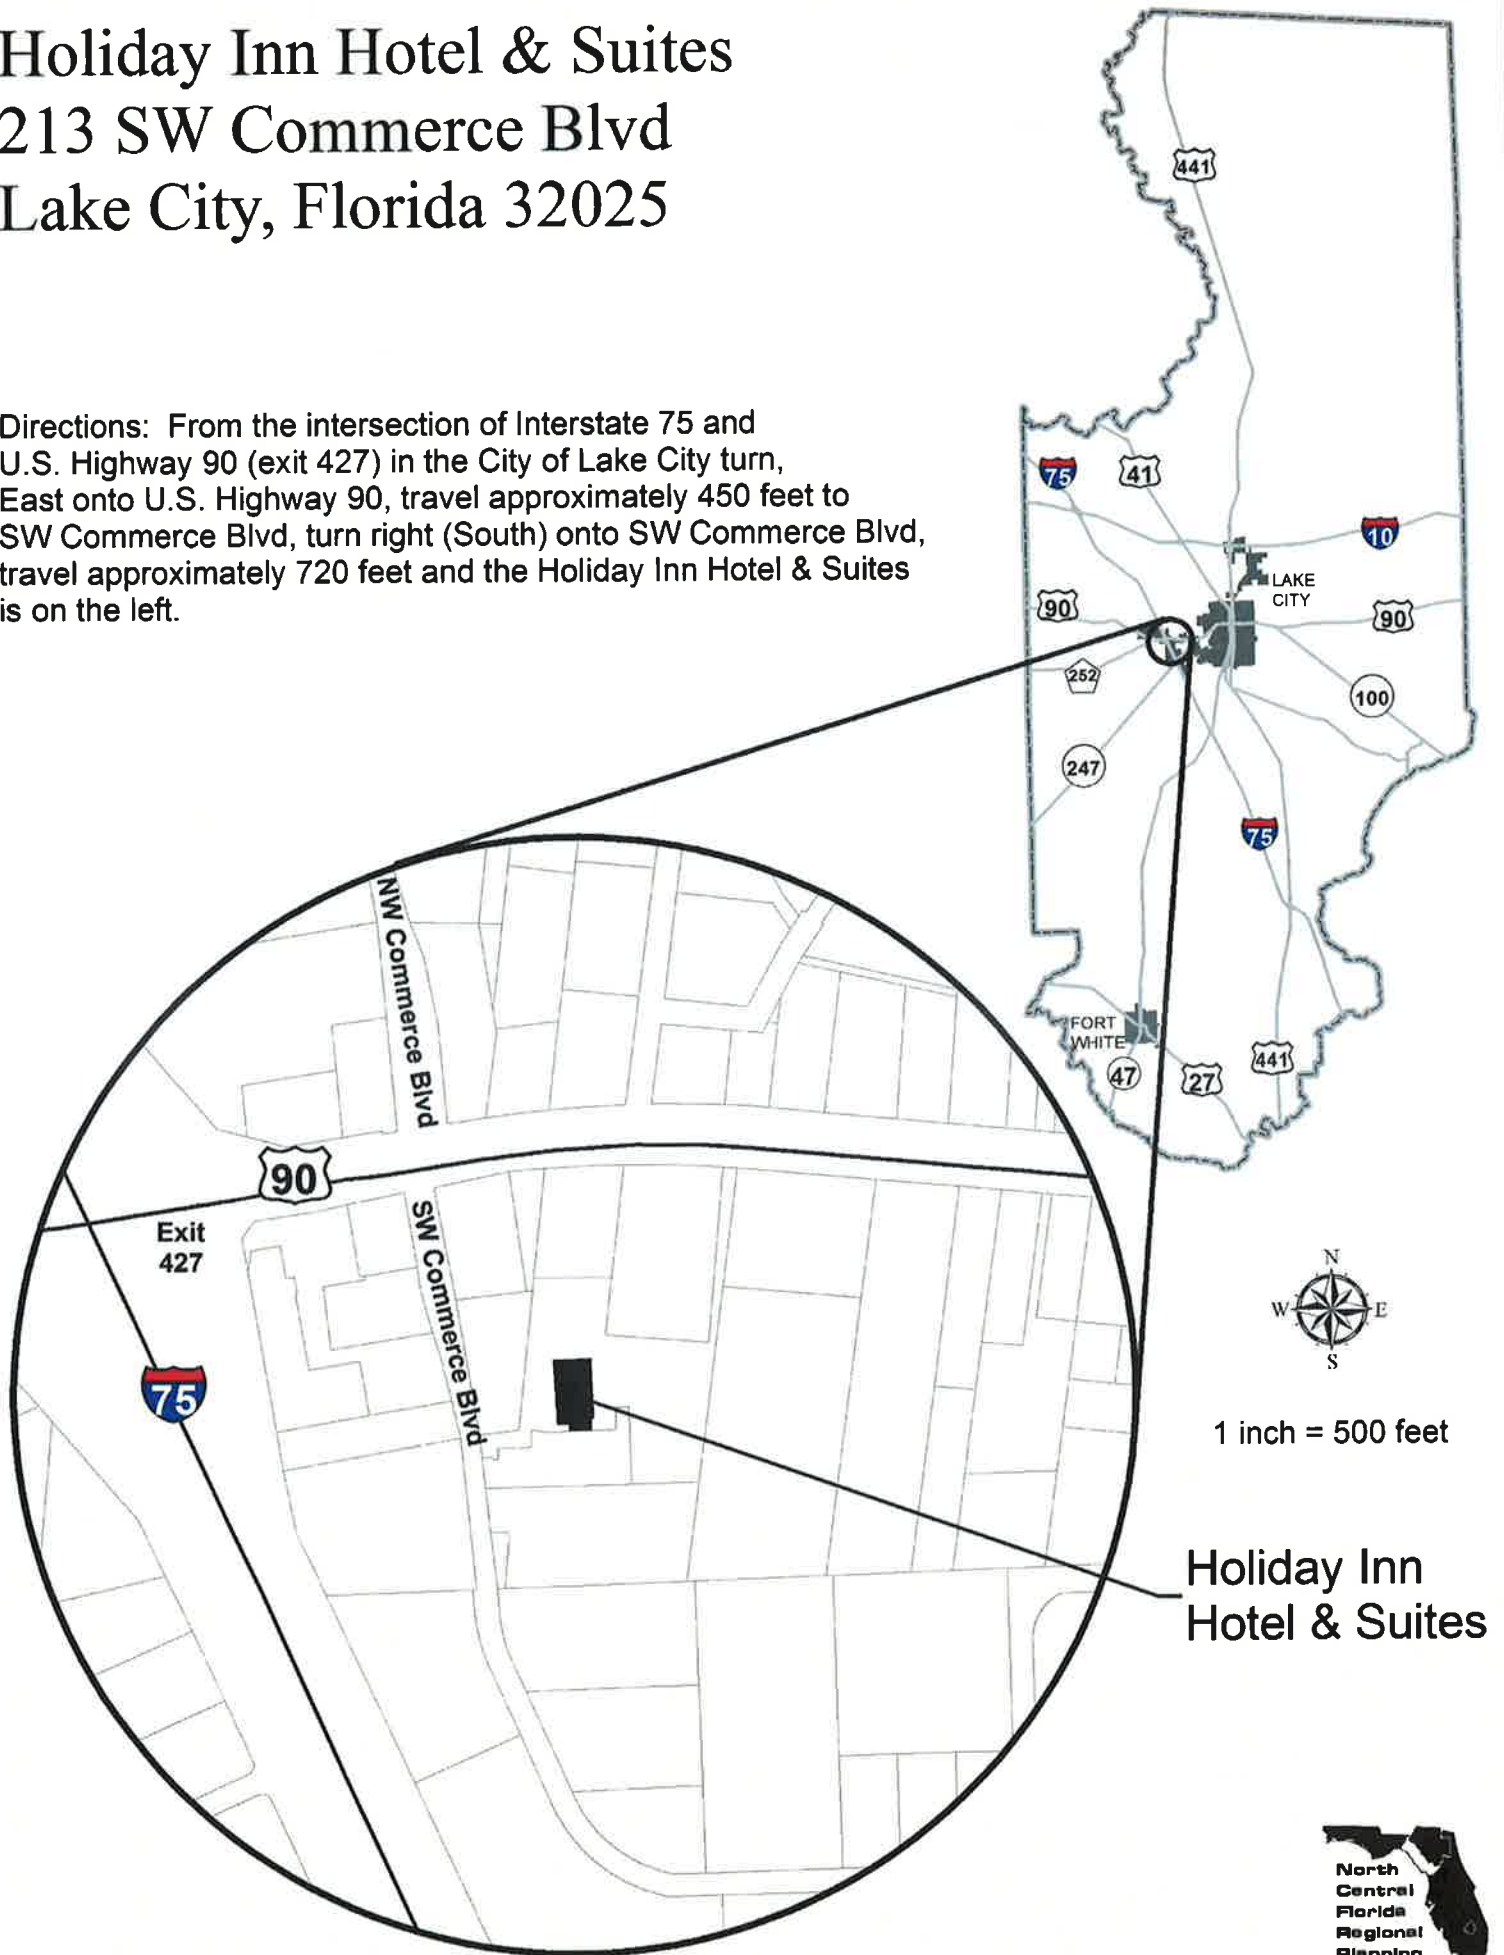 Holiday Inn Hotel & Suites
213 SW Commerce Blvd
Lake City, Florida 32025
Directions:  From the intersection of Interstate 75 and
U.S. Highway 90 (exit 427) in the City of Lake City turn,
East onto U.S. Highway 90, travel approximately 450 feet to
SW Commerce Blvd, turn right (South) onto SW Commerce Blvd,
travel approximately 720 feet and the Holiday Inn Hotel & Suites
is on the left.
441
75
41
10
LAKE
CITY
90
90
252
100
247
75
FORT
WHITE
47
27
441
NW Commerce Blvd
90
Exit
427
SW Commerce Blvd
75
N
W
E
S
1 inch = 500 feet
Holiday Inn
Hotel & Suites
North
Central
Florida
Regional
Planning